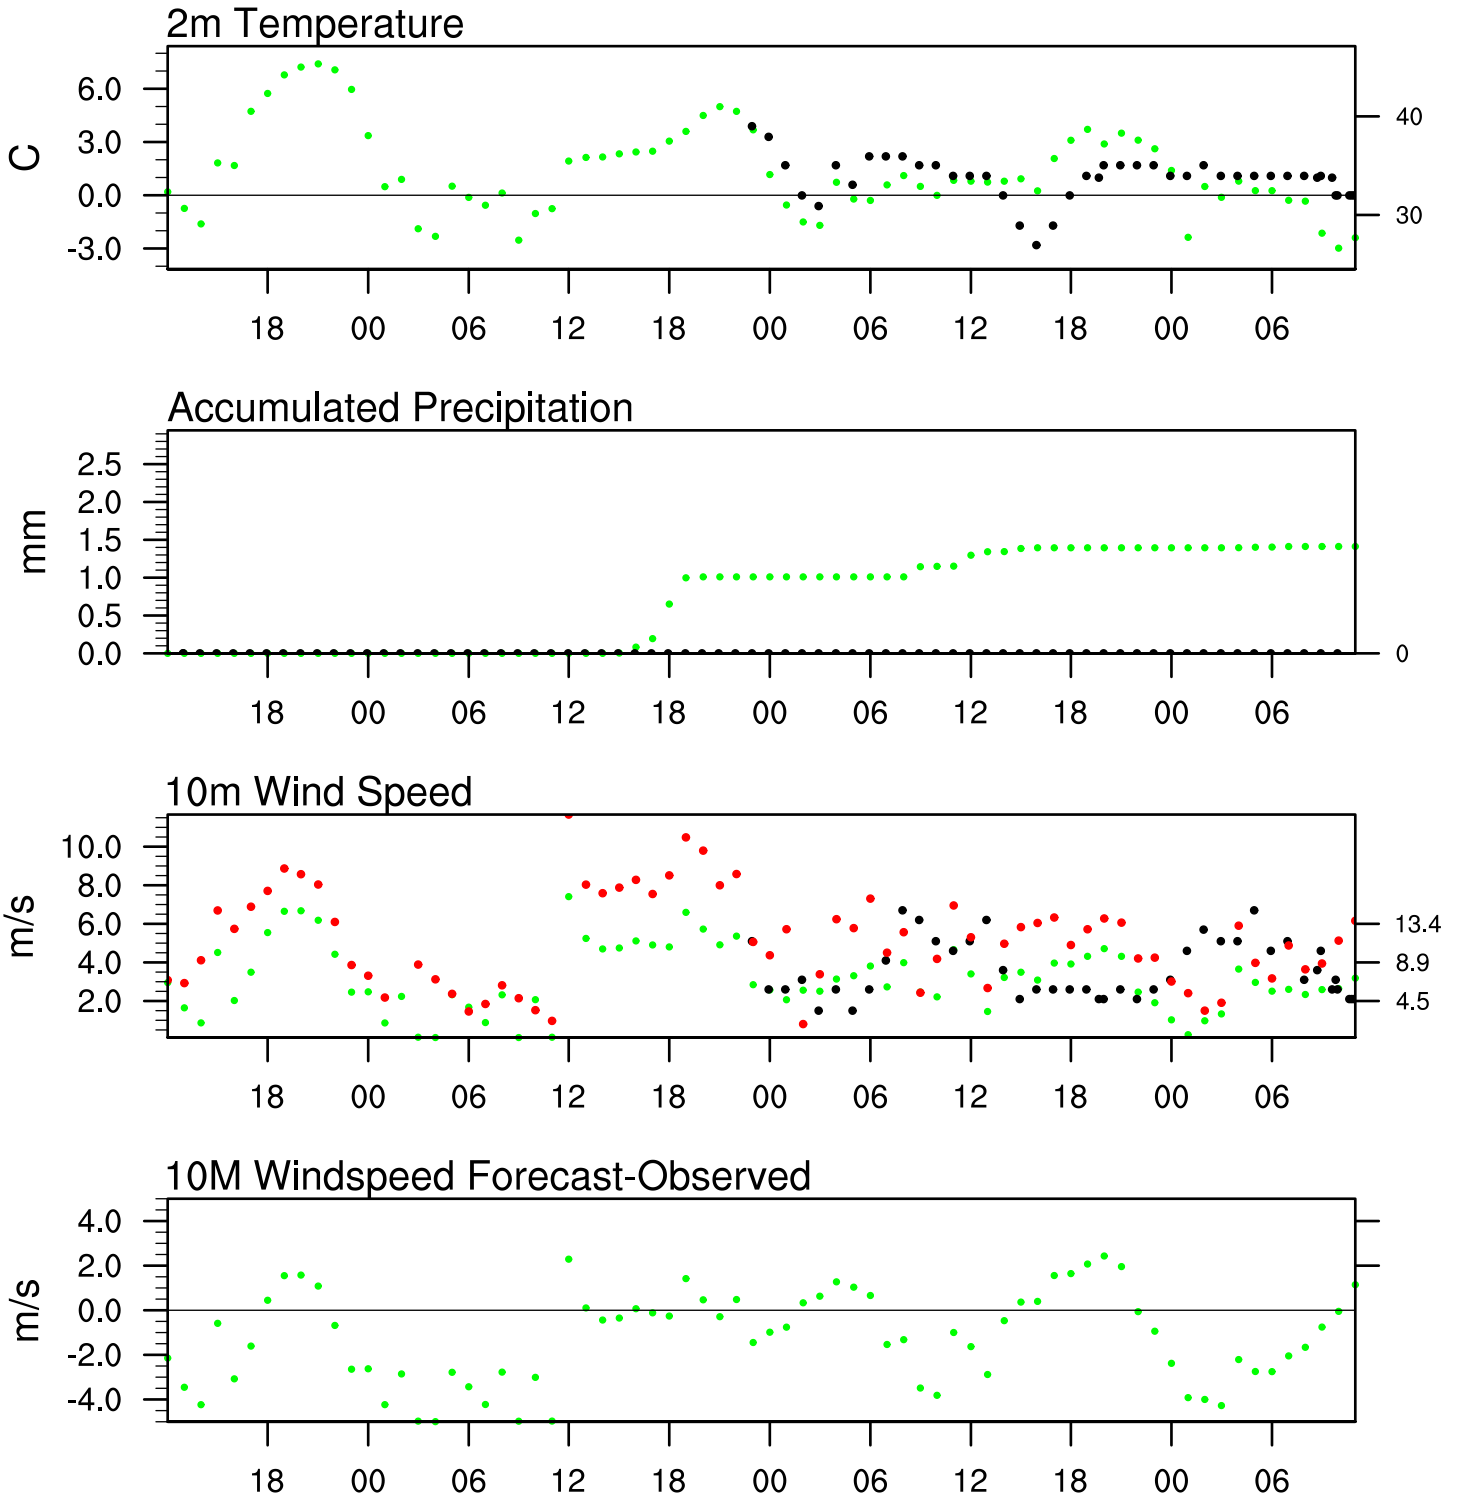 2m Temperature
6.0
3.0
0.0
-3.0
C
40
30
18 00 06 12 18 00 06 12 18 00 06
Accumulated Precipitation
2.5
2.0
1.5
1.0
0.5
0.0
mm
0
18 00 06 12 18 00 06 12 18 00 06
10m Wind Speed
10.0
8.0
6.0
4.0
2.0
m/s
13.4
8.9
4.5
18 00 06 12 18 00 06 12 18 00 06
10M Windspeed Forecast-Observed
4.0
2.0
0.0
-2.0
-4.0
m/s
18 00 06 12 18 00 06 12 18 00 06